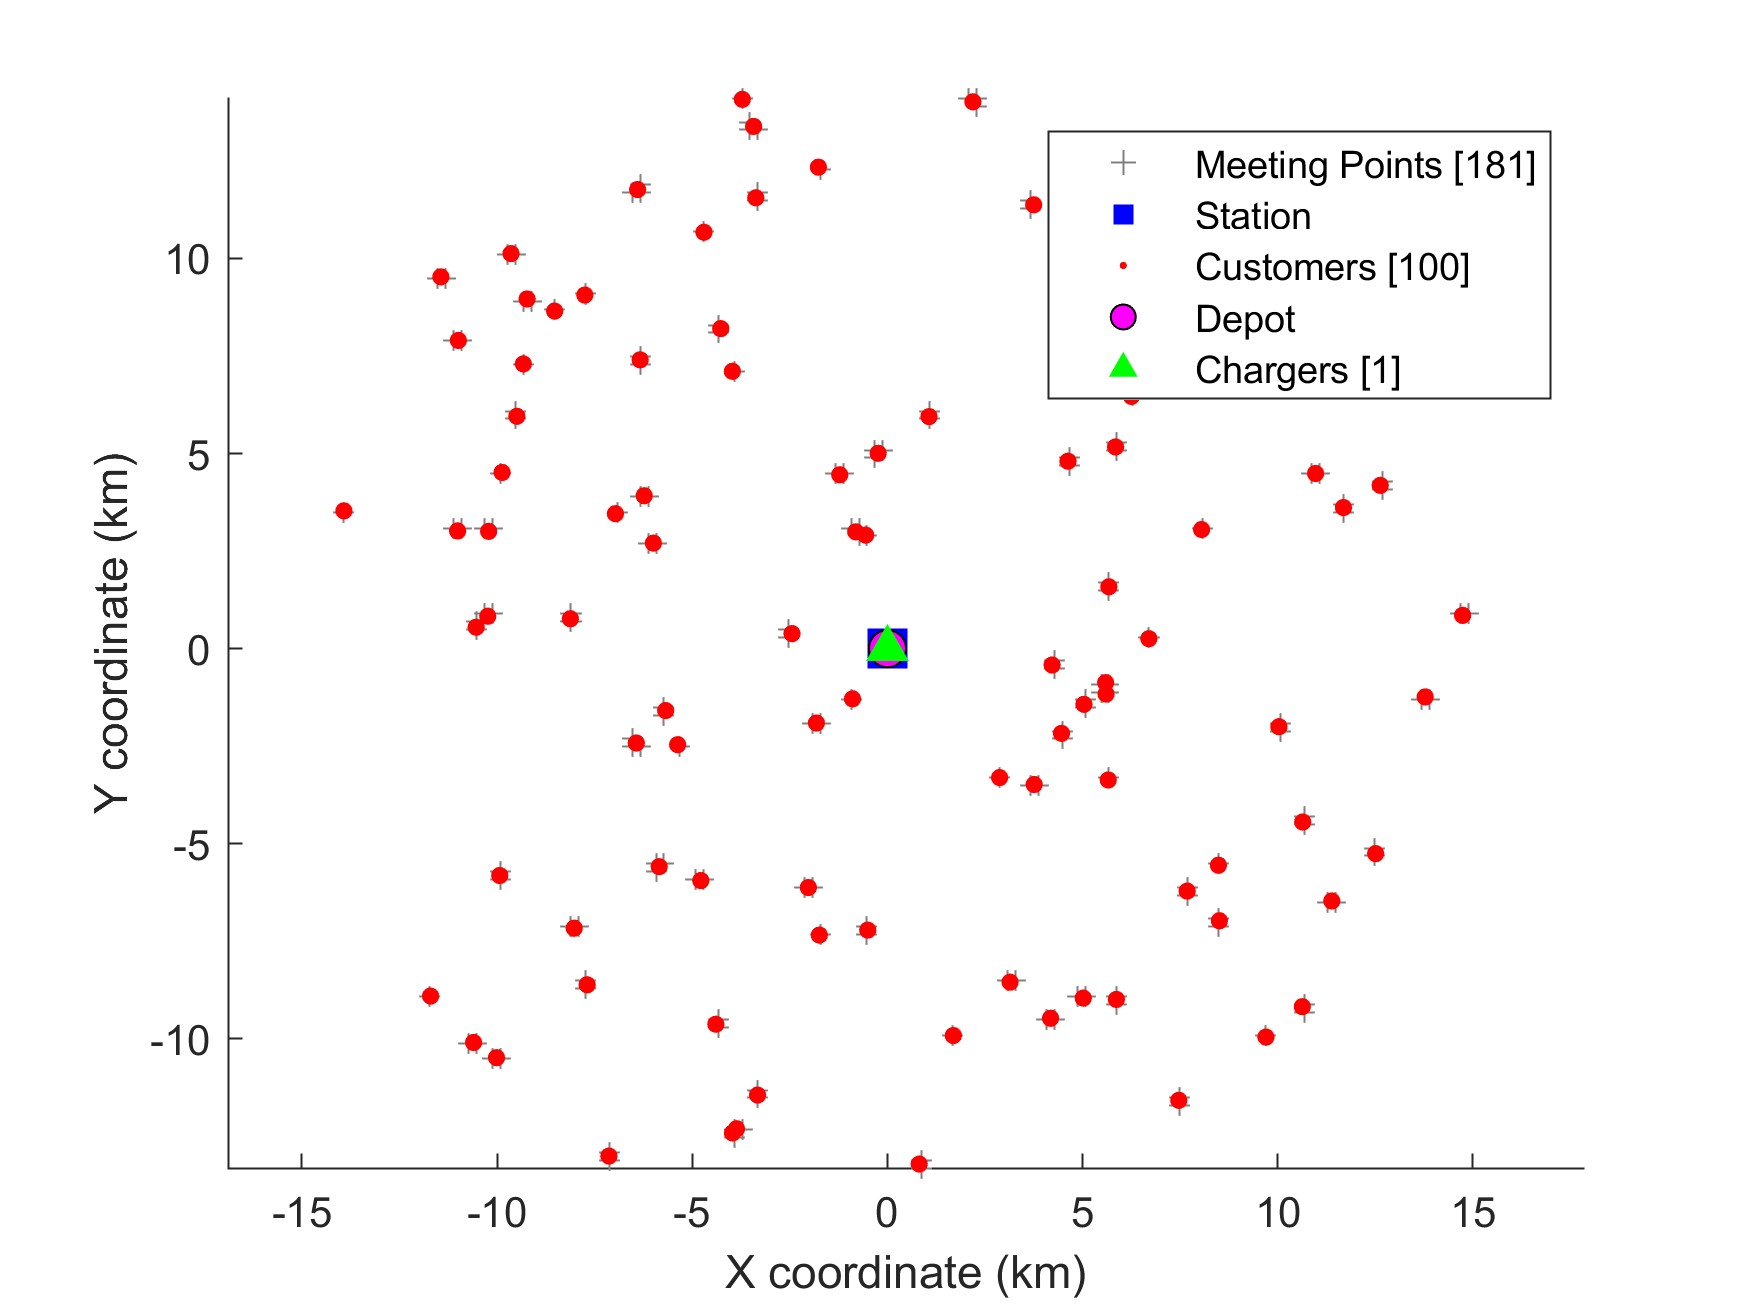 Meeting Points [181]
Station
Customers [100]
Depot
Chargers [1]
10
5
0
-5
-10
Y coordinate (km)
-15 -10 -5 0 5 10 15
X coordinate (km)